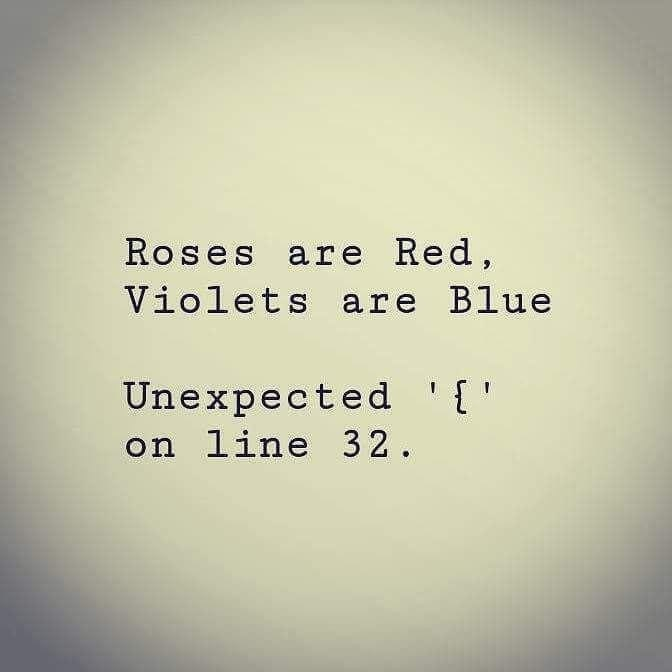 Roses are Red,
Violets are Blue
Unexpected '{'
on line 32.